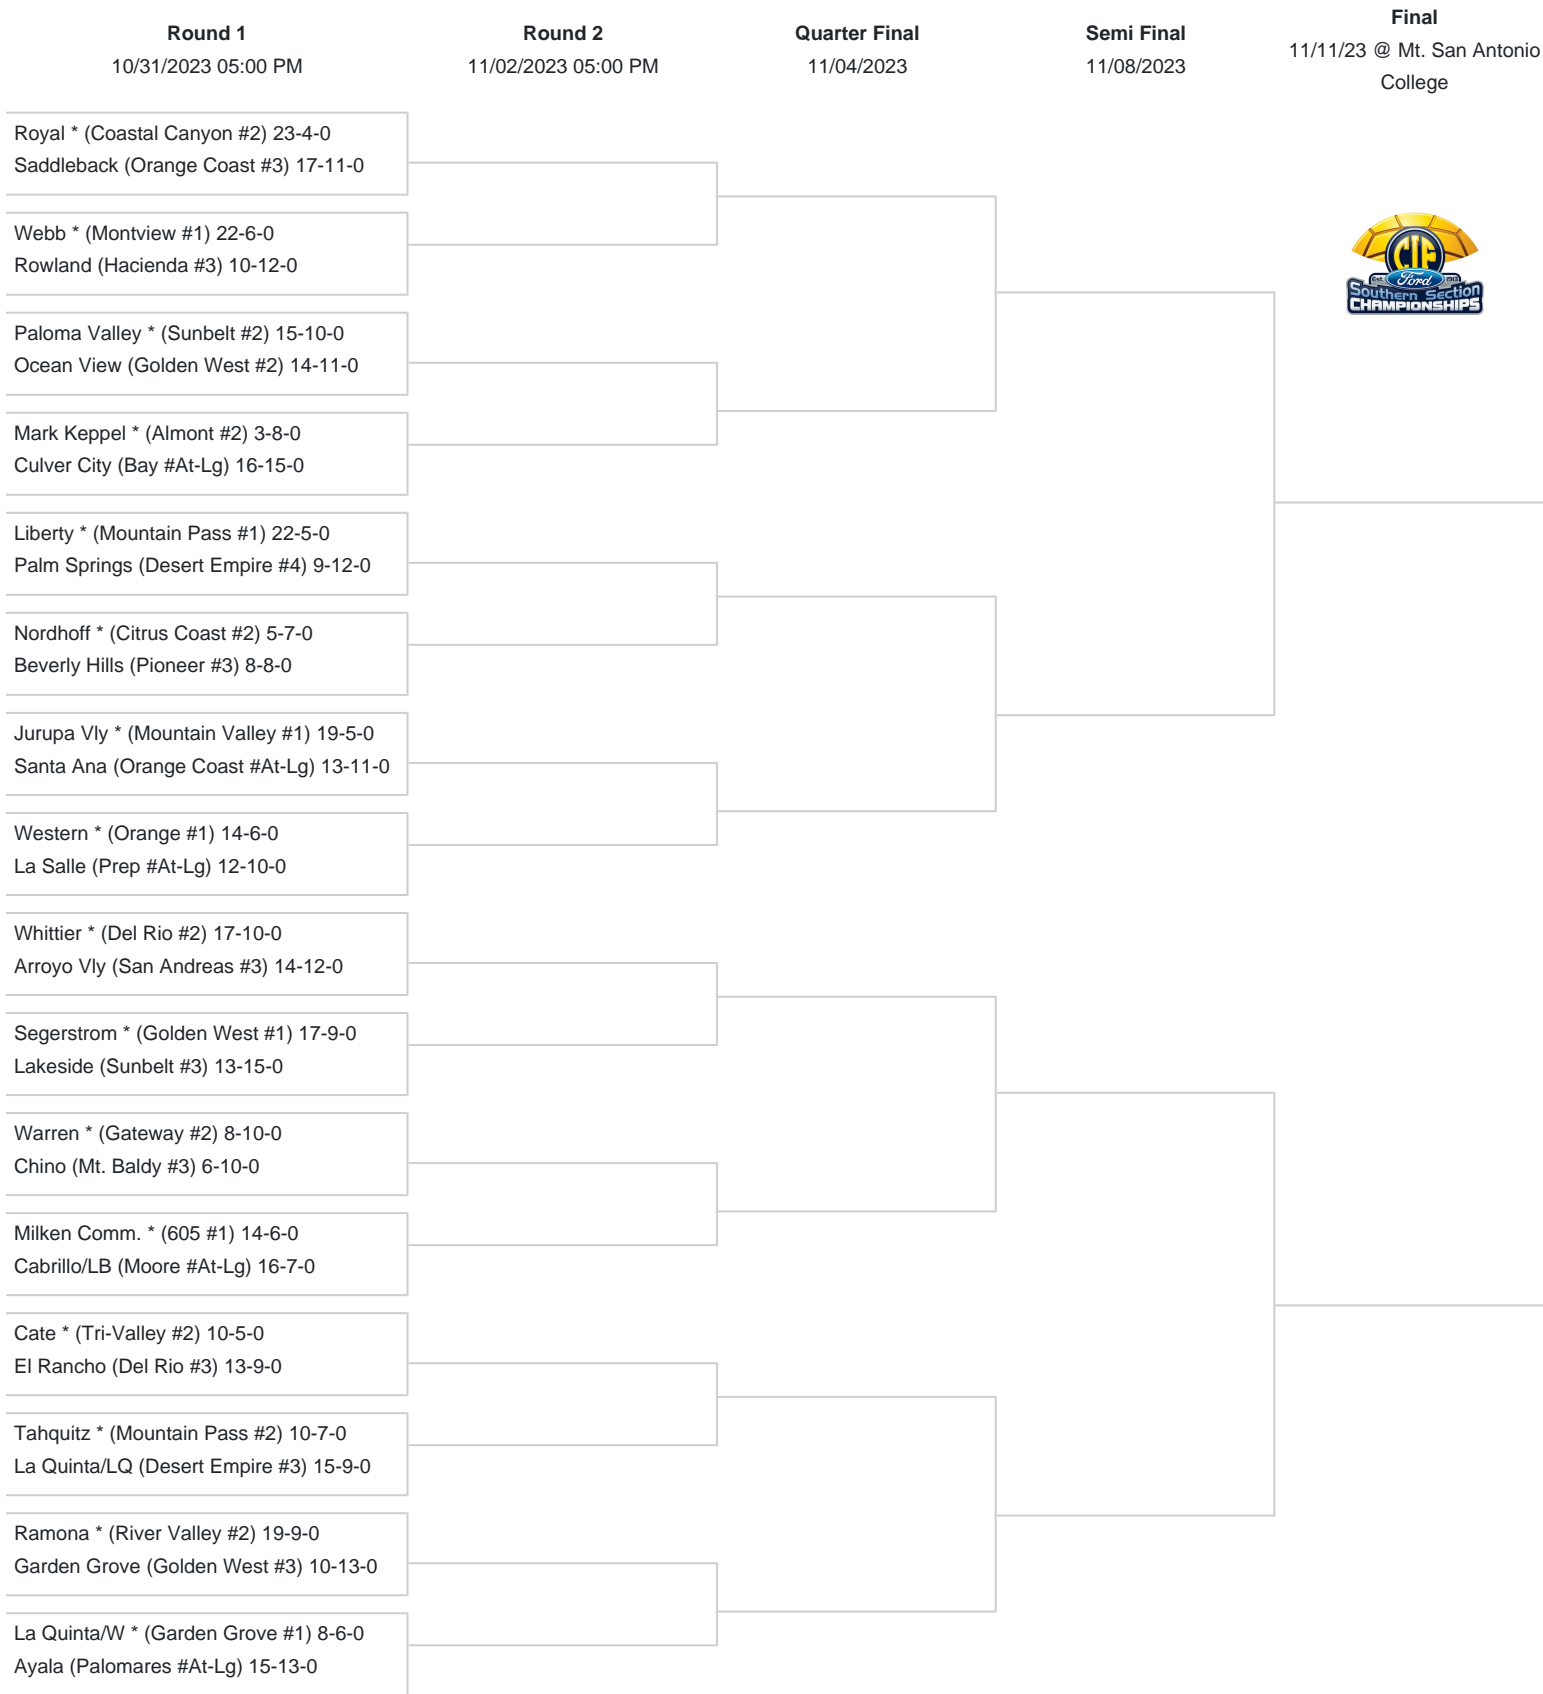 Round 1
10/31/2023 05:00 PM
Round 2
11/02/2023 05:00 PM
Quarter Final
11/04/2023
Semi Final
11/08/2023
Final
11/11/23 @ Mt. San Antonio
College
Royal * (Coastal Canyon #2) 23-4-0
Saddleback (Orange Coast #3) 17-11-0
Webb * (Montview #1) 22-6-0
Rowland (Hacienda #3) 10-12-0
Paloma Valley * (Sunbelt #2) 15-10-0
Ocean View (Golden West #2) 14-11-0
Mark Keppel * (Almont #2) 3-8-0
Culver City (Bay #At-Lg) 16-15-0
Liberty * (Mountain Pass #1) 22-5-0
Palm Springs (Desert Empire #4) 9-12-0
Nordhoff * (Citrus Coast #2) 5-7-0
Beverly Hills (Pioneer #3) 8-8-0
Jurupa Vly * (Mountain Valley #1) 19-5-0
Santa Ana (Orange Coast #At-Lg) 13-11-0
Western * (Orange #1) 14-6-0
La Salle (Prep #At-Lg) 12-10-0
Whittier * (Del Rio #2) 17-10-0
Arroyo Vly (San Andreas #3) 14-12-0
Segerstrom * (Golden West #1) 17-9-0
Lakeside (Sunbelt #3) 13-15-0
Warren * (Gateway #2) 8-10-0
Chino (Mt. Baldy #3) 6-10-0
Milken Comm. * (605 #1) 14-6-0
Cabrillo/LB (Moore #At-Lg) 16-7-0
Cate * (Tri-Valley #2) 10-5-0
El Rancho (Del Rio #3) 13-9-0
Tahquitz * (Mountain Pass #2) 10-7-0
La Quinta/LQ (Desert Empire #3) 15-9-0
Ramona * (River Valley #2) 19-9-0
Garden Grove (Golden West #3) 10-13-0
La Quinta/W * (Garden Grove #1) 8-6-0
Ayala (Palomares #At-Lg) 15-13-0
CIF
Ford
Southern Section
CHAMPIONSHIPS